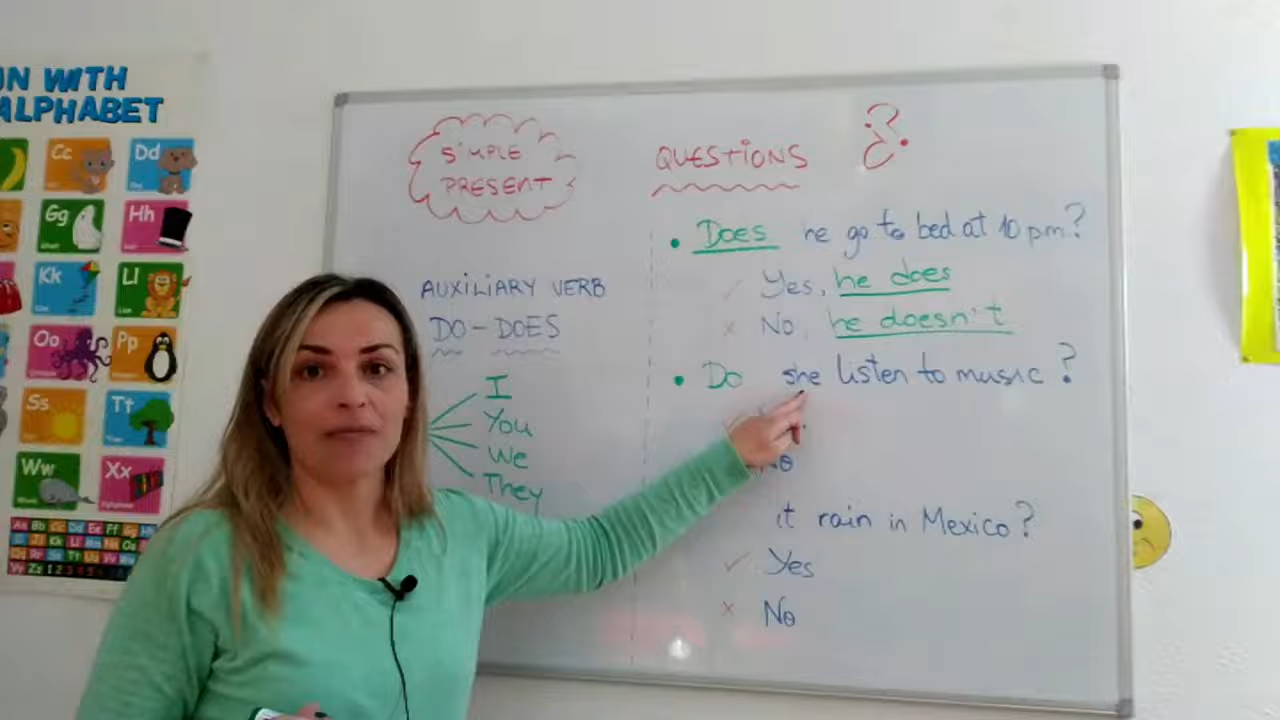 UN WITH
ALPHABET
Cc
Dd
Gg
Hh
Kk
Ll
Oo
Pp
Ss
Tt
Ww
Xx
SIMPLE
PRESENT
AUXILIARY VERB
DO - DOES
I
You
We
They
QUESTIONS ¿?
• Does he go to bed at 10 p.m?
✓ Yes, he does
x No, he doesn't
• Do she listen to music?
No
it rain in Mexico?
✓ Yes
x No